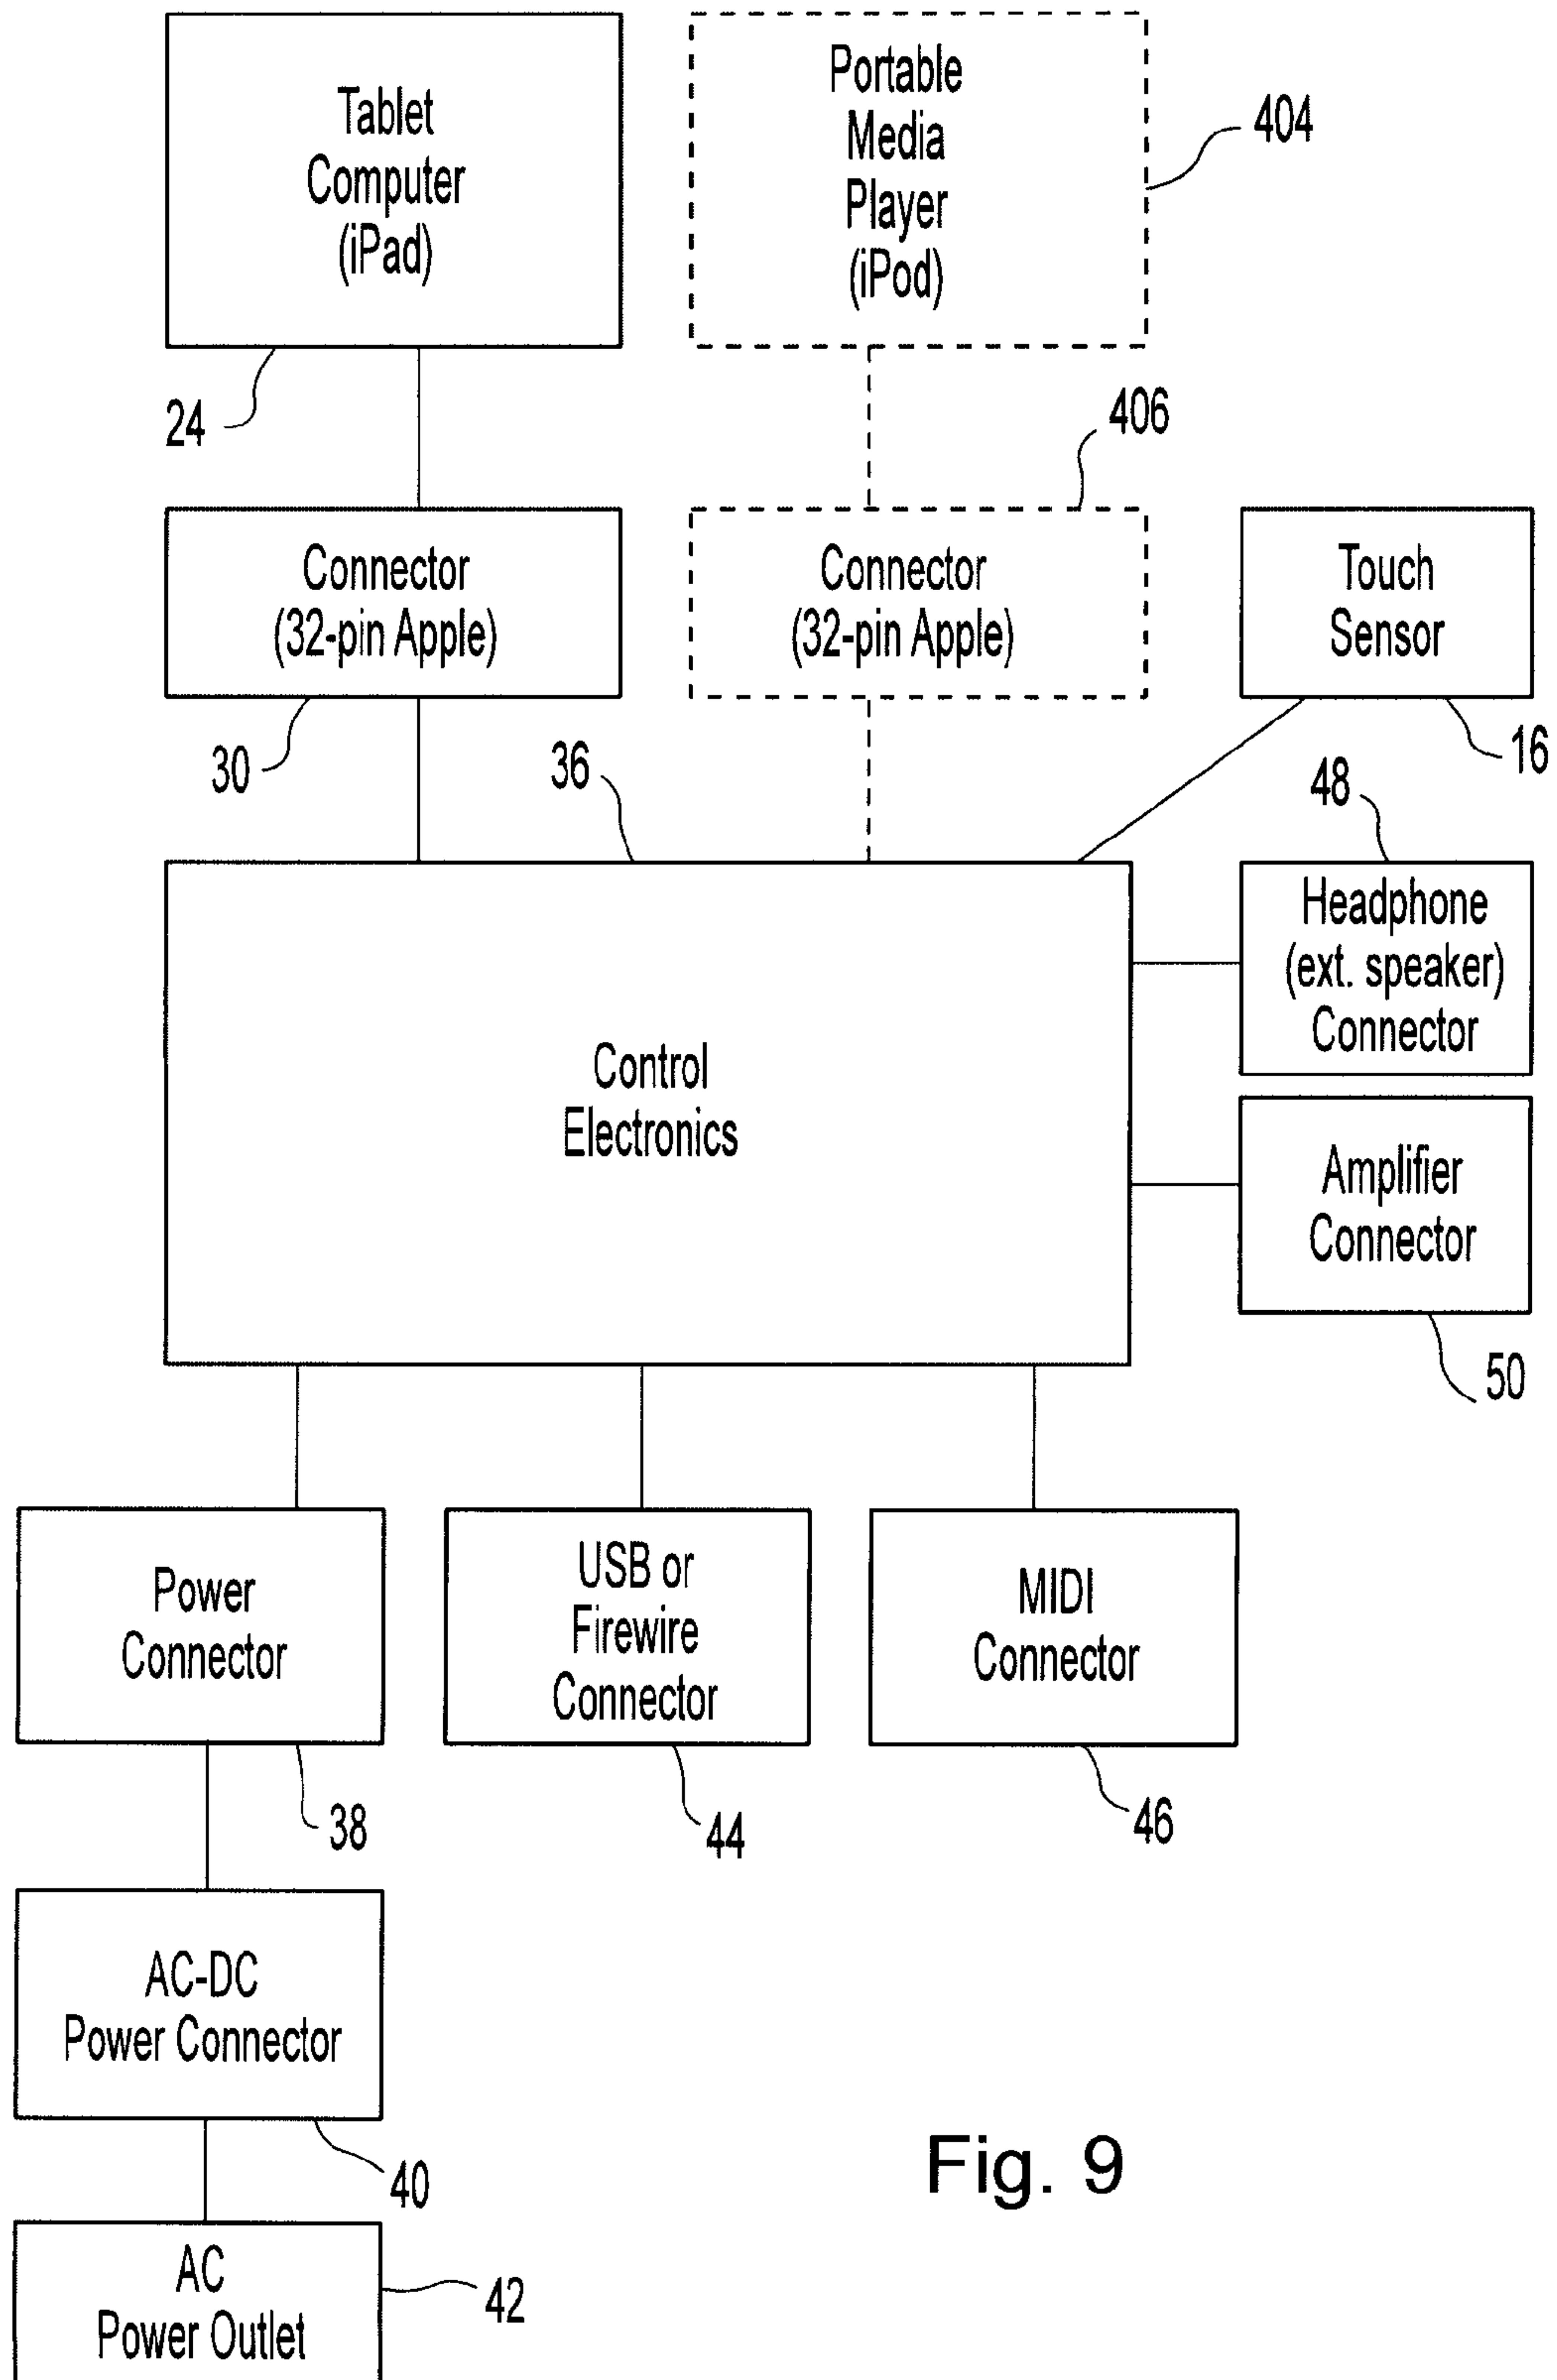 Tablet
Computer
(iPad)
24
Portable
Media
Player
(iPod)
404
Connector
(32-pin Apple)
30
Connector
(32-pin Apple)
406
Touch
Sensor
16
36
Control
Electronics
48
Headphone
(ext. speaker)
Connector
Amplifier
Connector
50
Power
Connector
38
USB or
Firewire
Connector
44
MIDI
Connector
46
AC-DC
Power Connector
40
AC
Power Outlet
42
Fig. 9